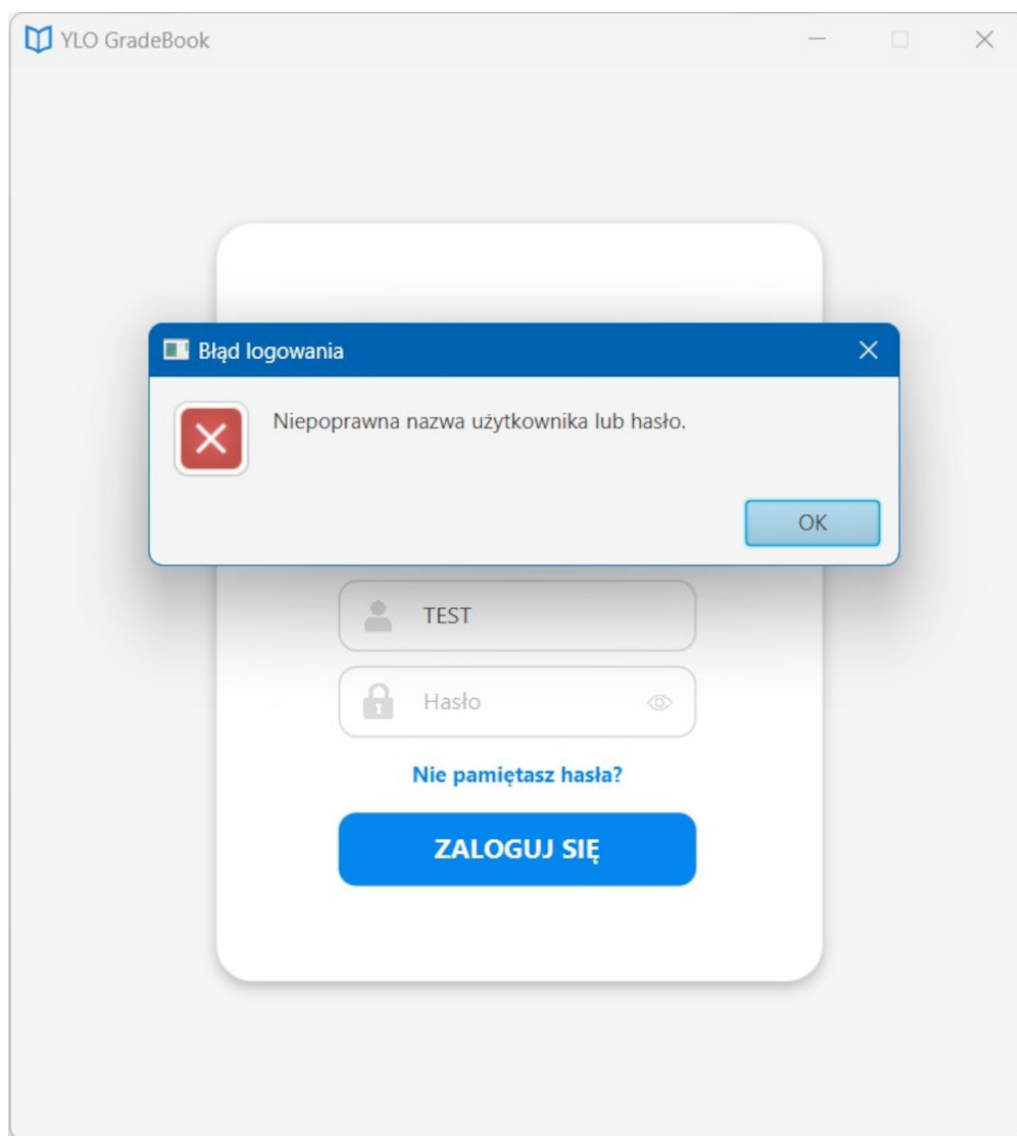 YLO GradeBook
Błąd logowania
Niepoprawna nazwa użytkownika lub hasło.
OK
TEST
Hasło
Nie pamiętasz hasła?
ZALOGUJ SIĘ